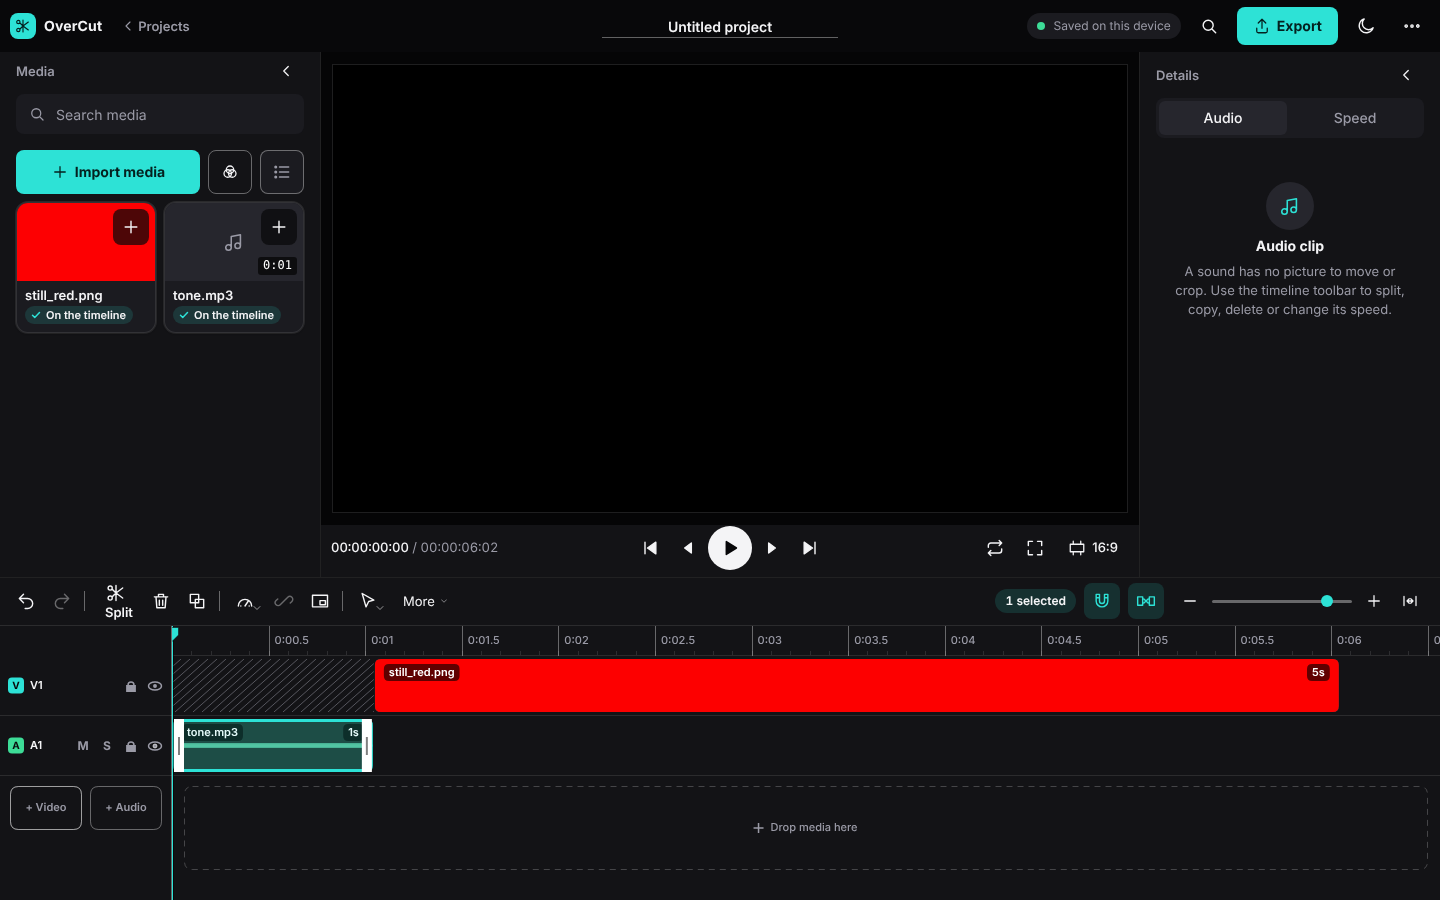 OverCut
Projects
Untitled project
Saved on this device
Export
Media
Search media
Import media
0:01
still_red.png
tone.mp3
On the timeline
On the timeline
Details
Audio
Speed
Audio clip
A sound has no picture to move or
crop. Use the timeline toolbar to split,
copy, delete or change its speed.
00:00:00:00 / 00:00:06:02
16:9
Split
More
1 selected
0:00.5
0:01
0:01.5
0:02
0:02.5
0:03
0:03.5
0:04
0:04.5
0:05
0:05.5
0:06
V V1
still_red.png
5s
A A1
M S
tone.mp3
1s
+ Video
+ Audio
Drop media here